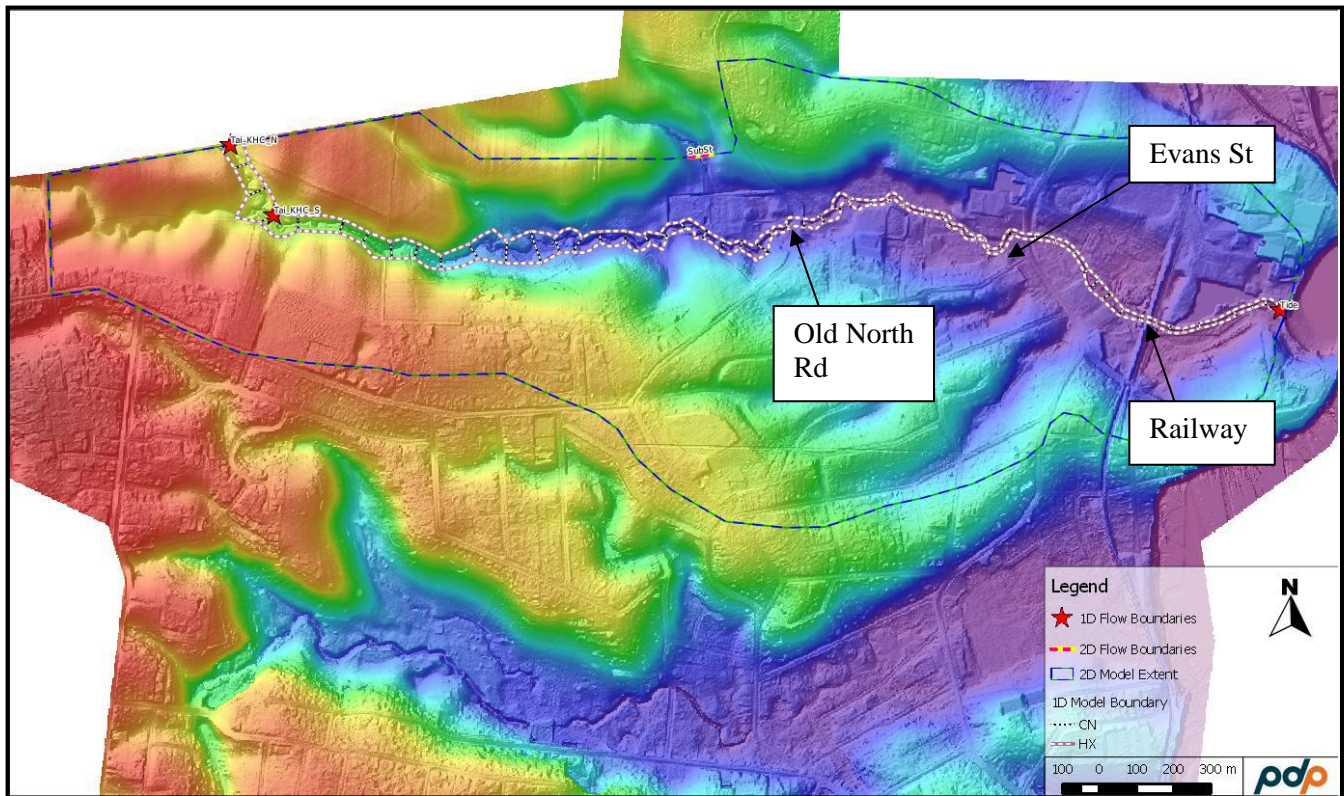 Tai_KHC_N
SubSt
Evans St
Tai_KHC_S
Old North
Rd
Tide
Railway
Legend
N
1D Flow Boundaries
2D Flow Boundaries
2D Model Extent
1D Model Boundary
CN
HX
100 0 100 200 300 m
pdp